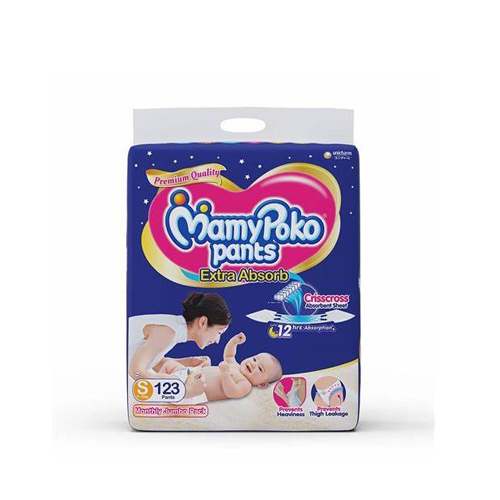 unicharm
Premium Quality
MamyPoko
pants
Extra Absorb
Crisscross
Absorbent Sheet
12 hrs Absorption*
S 123
Pants
Monthly Jumbo Pack
Prevents
Heaviness
Prevents
Thigh Leakage